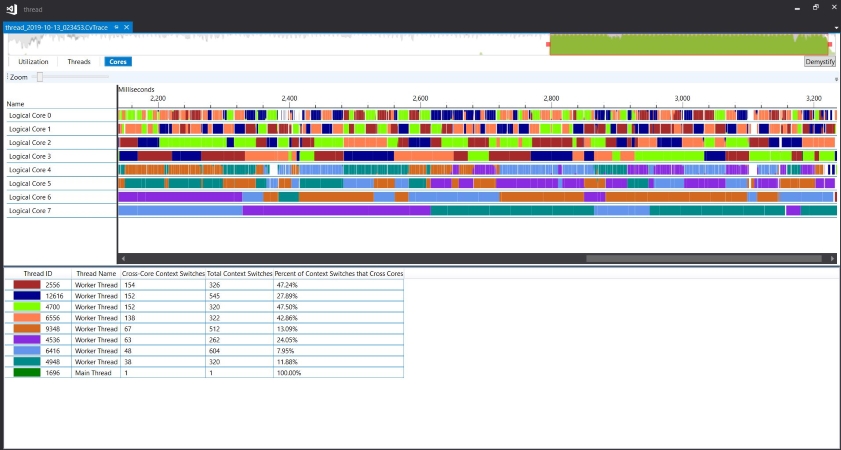 thread
thread_2019-10-13_023453.CvTrace
Utilization Threads Cores Demystify
Zoom
Milliseconds
Name 2,200 2,400 2,600 2,800 3,000 3,200
Logical Core 0
Logical Core 1
Logical Core 2
Logical Core 3
Logical Core 4
Logical Core 5
Logical Core 6
Logical Core 7
Thread ID Thread Name Cross-Core Context Switches Total Context Switches Percent of Context Switches that Cross Cores
2556 Worker Thread 154 326 47.24%
12616 Worker Thread 152 545 27.89%
4700 Worker Thread 152 320 47.50%
6556 Worker Thread 138 322 42.86%
9348 Worker Thread 67 512 13.09%
4536 Worker Thread 63 262 24.05%
6416 Worker Thread 48 604 7.95%
4948 Worker Thread 38 320 11.88%
1696 Main Thread 1 1 100.00%